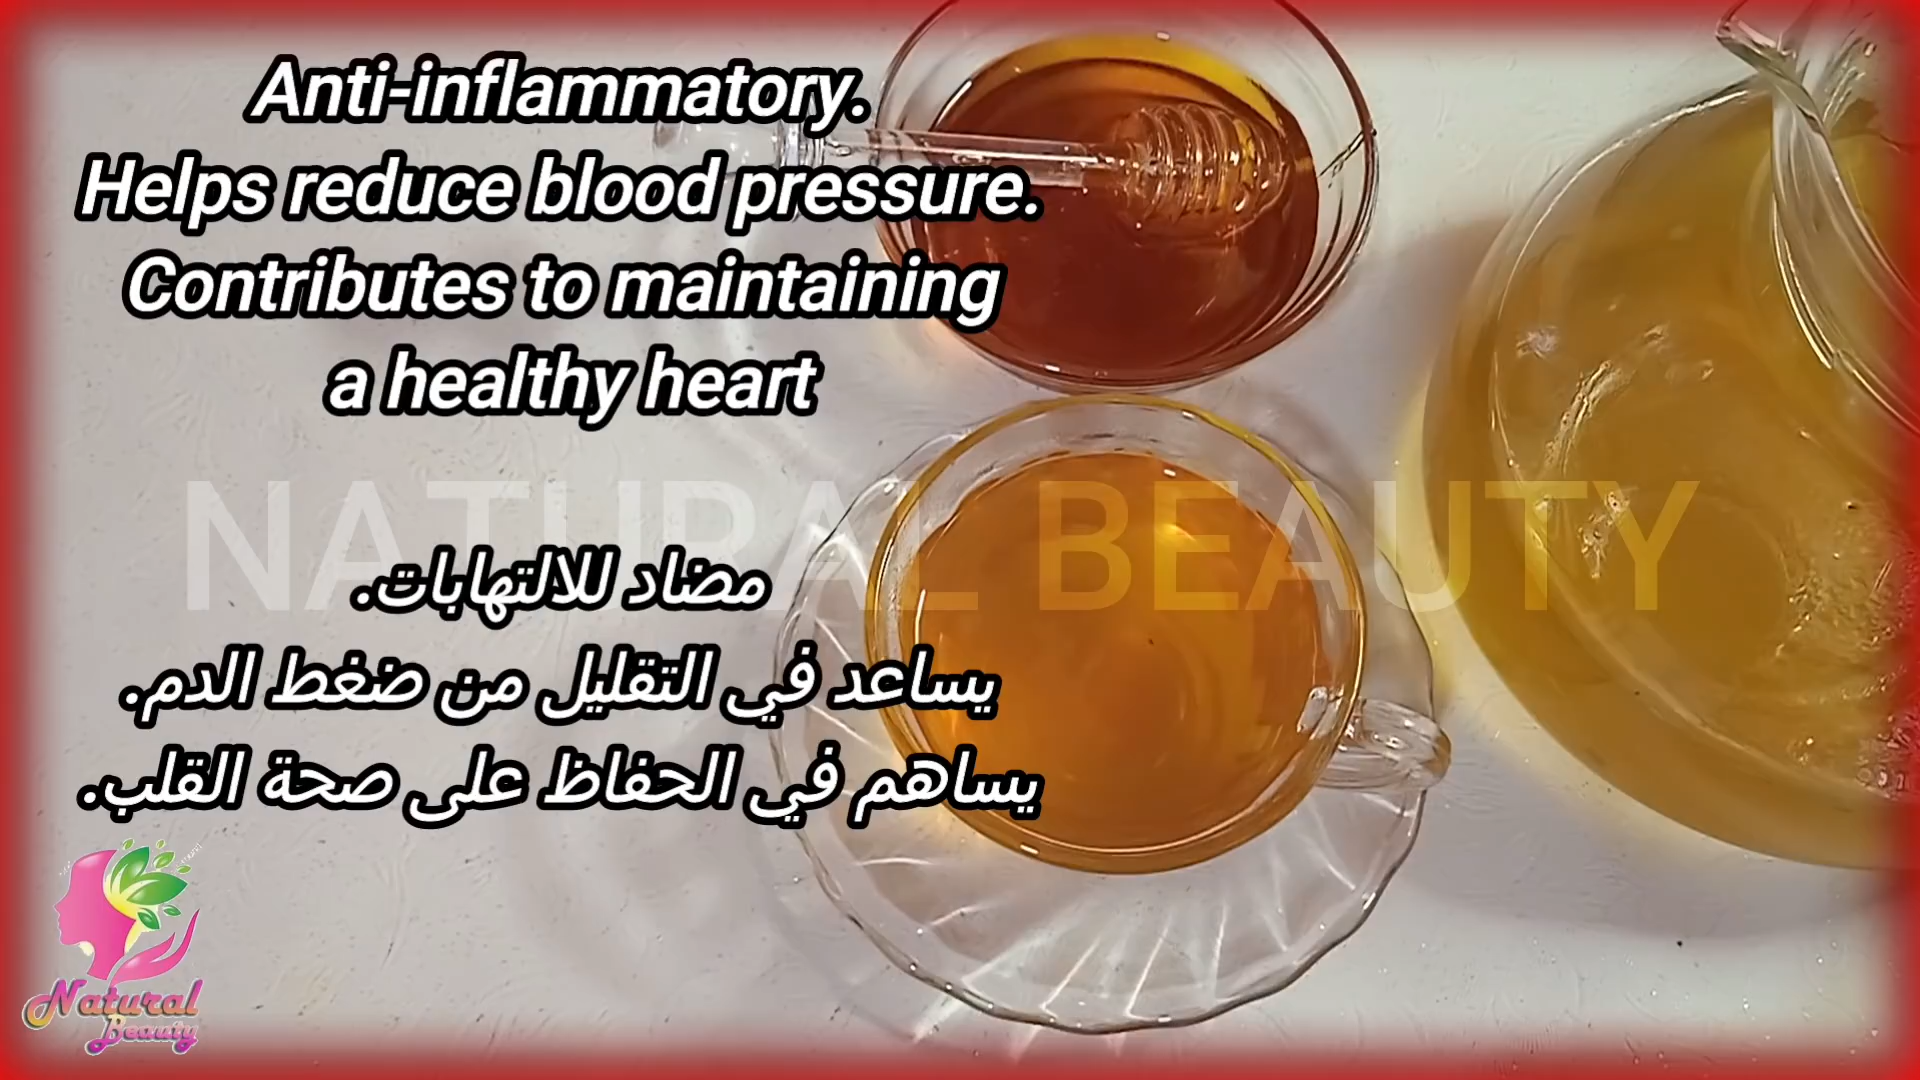 Anti-inflammatory.
Helps reduce blood pressure.
Contributes to maintaining
a healthy heart
NATURAL BEAUTY
مضاد للالتهابات.
يساعد في التقليل من ضغط الدم.
يساهم في الحفاظ على صحة القلب.
Natural
Beauty